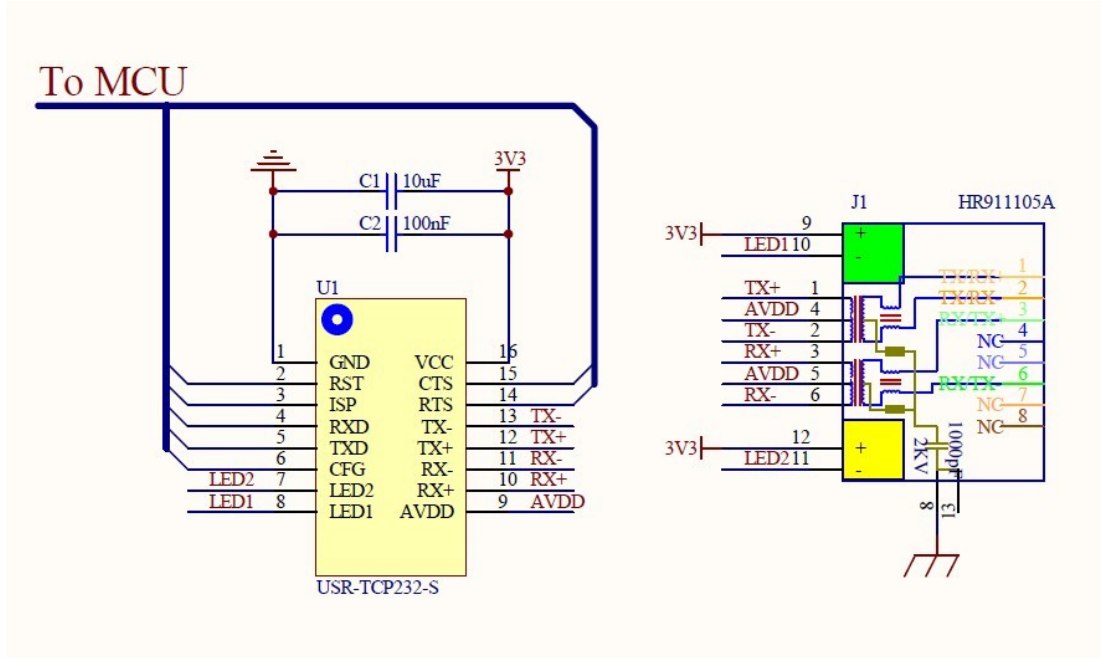 To MCU
3V3
C1 10uF
C2 100nF
U1
1 GND VCC 16
2 RST CTS 15
3 ISP RTS 14
4 RXD TX- 13 TX-
5 TXD TX+ 12 TX+
6 CFG RX- 11 RX-
LED2 7 LED2 RX+ 10 RX+
LED1 8 LED1 AVDD 9 AVDD
USR-TCP232-S
J1 HR911105A
3V3 9 +
LED1 10 -
TX+ 1
AVDD 4
TX- 2
RX+ 3
AVDD 5
RX- 6
3V3 12 +
LED2 11 -
TX/RX+ 1
TX/RX- 2
RX/TX+ 3
NC 4
NC 5
RX/TX- 6
NC 7
NC 8
1000pF
2KV
8
13